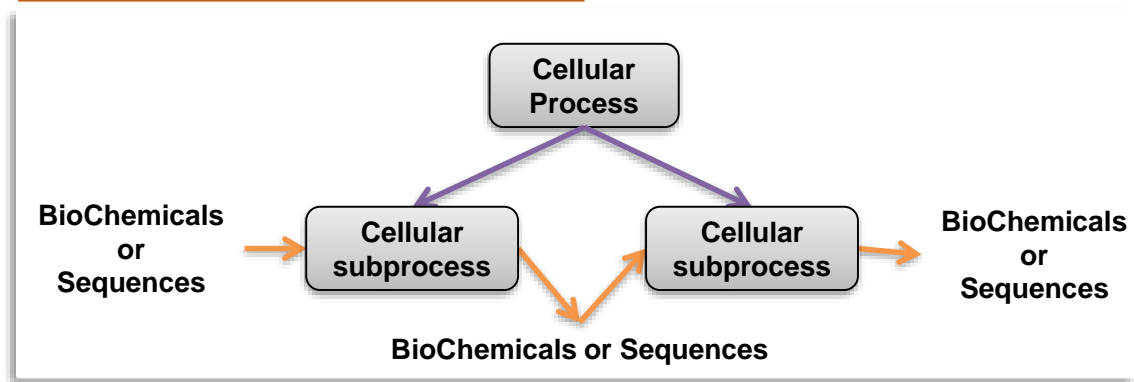 Cellular
Process
BioChemicals
or
Sequences
Cellular
subprocess
Cellular
subprocess
BioChemicals
or
Sequences
BioChemicals or Sequences